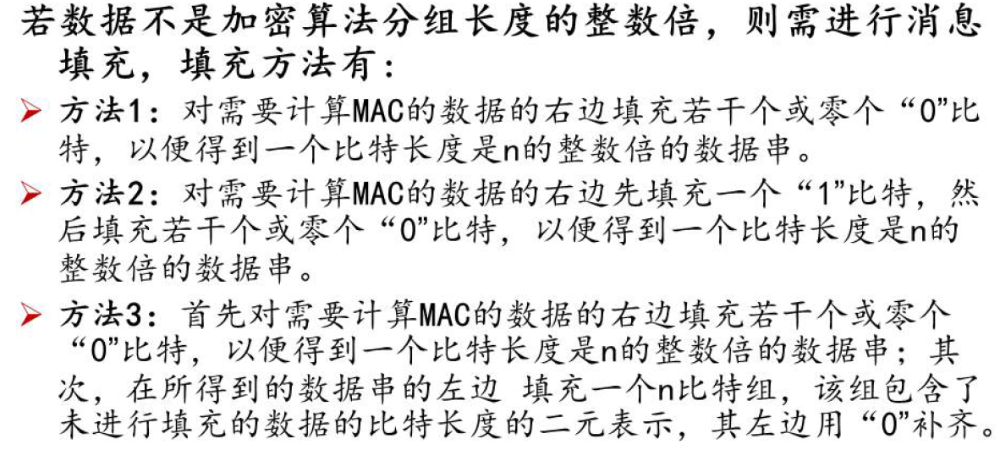 若数据不是加密算法分组长度的整数倍，则需进行消息
填充，填充方法有：
➢ 方法1：对需要计算MAC的数据的右边填充若干个或零个“0”比
特，以便得到一个比特长度是n的整数倍的数据串。
➢ 方法2：对需要计算MAC的数据的右边先填充一个“1”比特，然
后填充若干个或零个“0”比特，以便得到一个比特长度是n的
整数倍的数据串。
➢ 方法3：首先对需要计算MAC的数据的右边填充若干个或零个
“0”比特，以便得到一个比特长度是n的整数倍的数据串；其
次，在所得到的数据串的左边 填充一个n比特组，该组包含了
未进行填充的数据的比特长度的二元表示，其左边用“0”补齐。